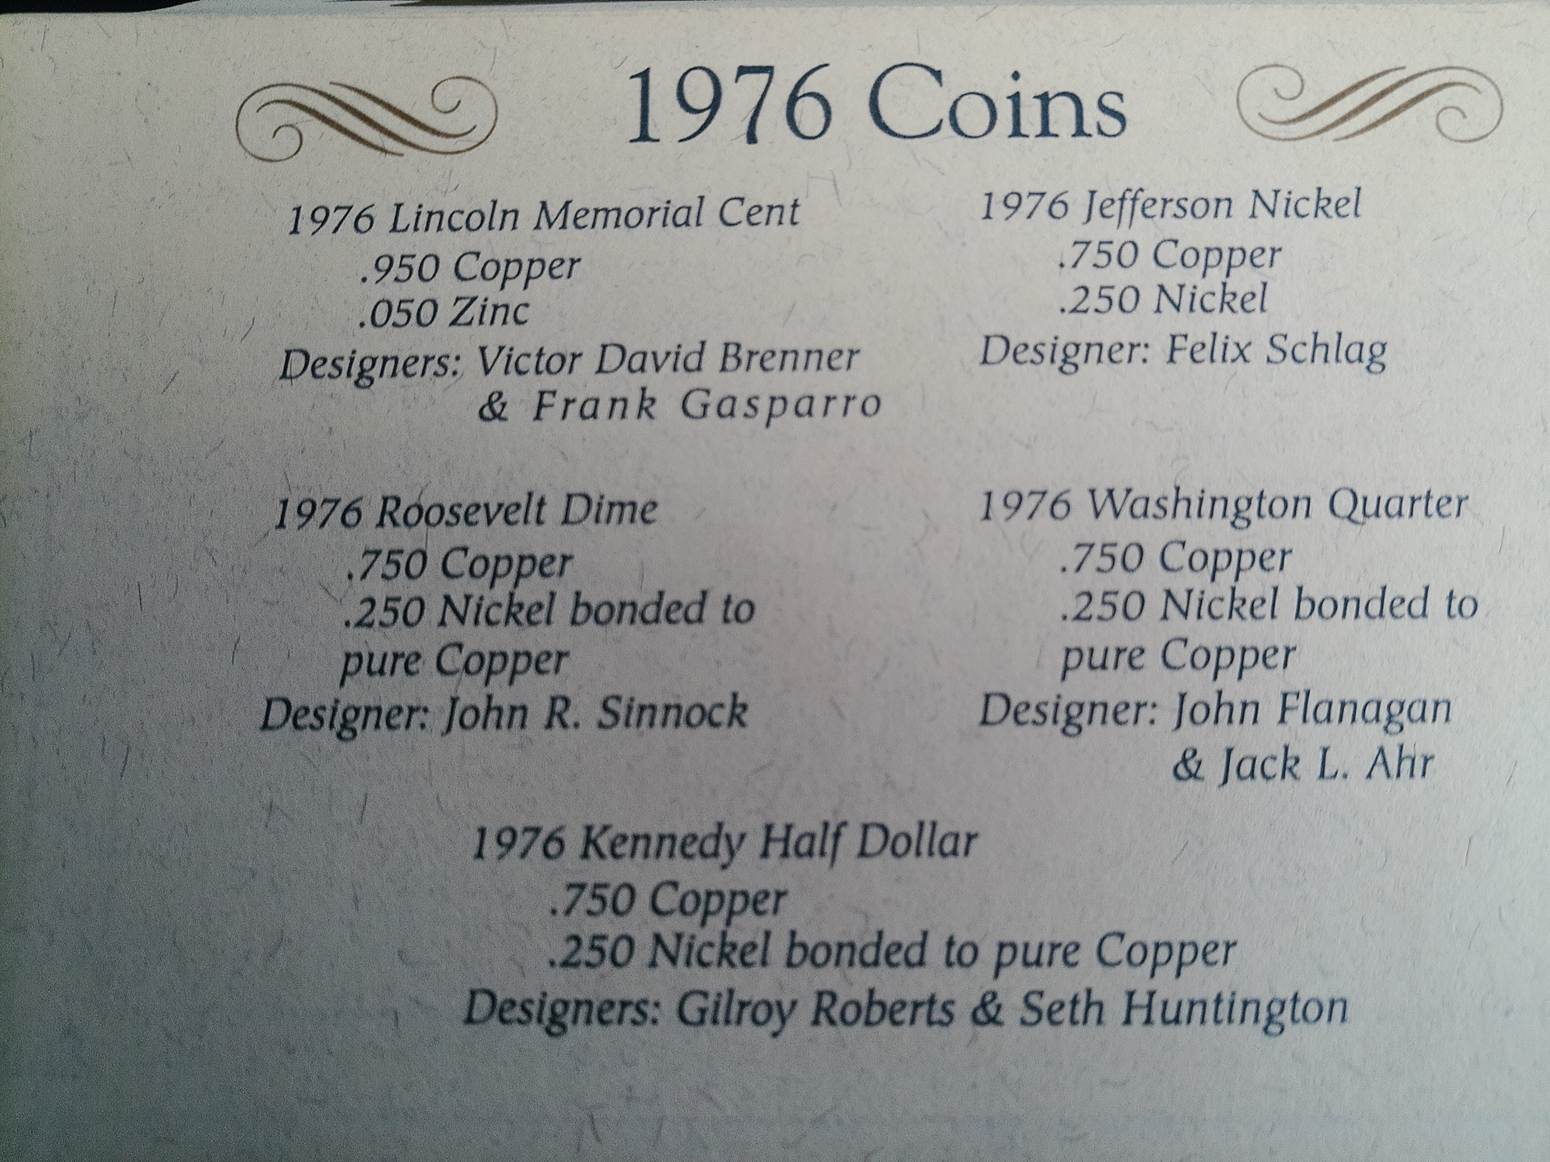 1976 Coins
1976 Lincoln Memorial Cent
.950 Copper
.050 Zinc
Designers: Victor David Brenner
& Frank Gasparro
1976 Jefferson Nickel
.750 Copper
.250 Nickel
Designer: Felix Schlag
1976 Roosevelt Dime
.750 Copper
.250 Nickel bonded to
pure Copper
Designer: John R. Sinnock
1976 Washington Quarter
.750 Copper
.250 Nickel bonded to
pure Copper
Designer: John Flanagan
& Jack L. Ahr
1976 Kennedy Half Dollar
.750 Copper
.250 Nickel bonded to pure Copper
Designers: Gilroy Roberts & Seth Huntington